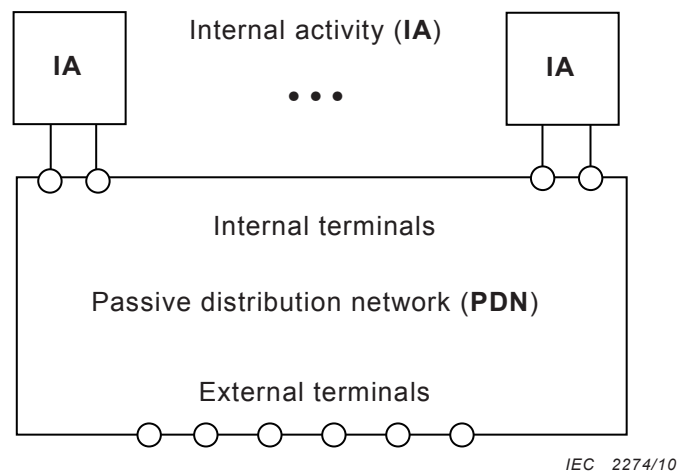 Internal activity (IA)
IA
IA
Internal terminals
Passive distribution network (PDN)
External terminals
IEC 2274/10